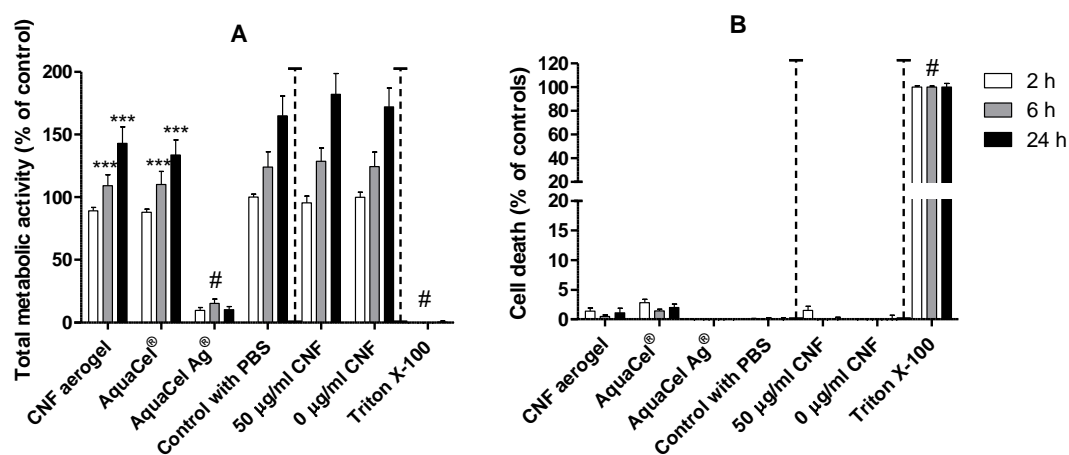 A
Total metabolic activity (% of control)
200
150
100
50
0
***
***
***
***
#
#
CNF aerogel
AquaCel®
AquaCel Ag®
Control with PBS
50 µg/ml CNF
0 µg/ml CNF
Triton X-100
B
Cell death (% of controls)
120
100
80
60
40
20
20
15
10
5
0
#
CNF aerogel
AquaCel®
AquaCel Ag®
Control with PBS
50 µg/ml CNF
0 µg/ml CNF
Triton X-100
2 h
6 h
24 h